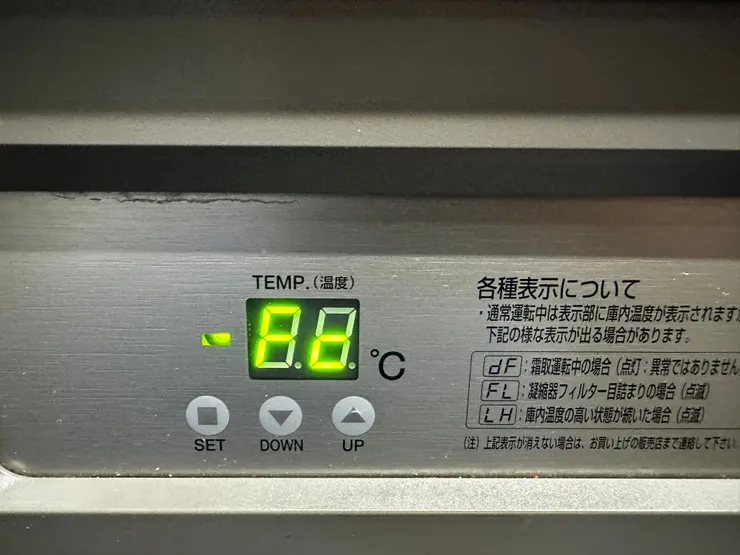 TEMP.(温度)
-Fd ℃
SET DOWN UP
各種表示について
・通常運転中は表示部に庫内温度が表示されますが
下記の様な表示が出る場合があります。
dF:霜取運転中の場合(点灯:異常ではありません
FL:凝縮器フィルター目詰まりの場合(点滅)
LH:庫内温度の高い状態が続いた場合(点滅)
(注)上記表示が消えない場合は、お買い上げの販売店まで連絡して下さい。